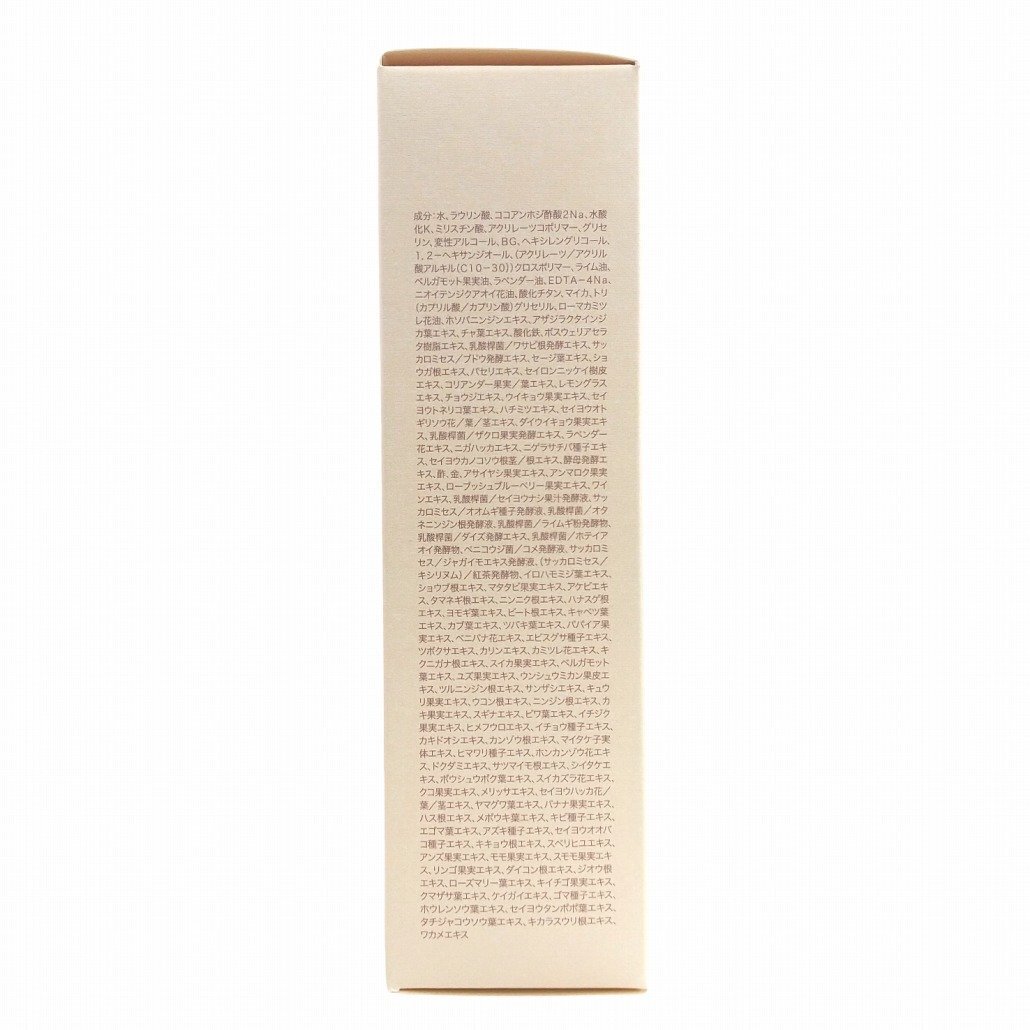 成分:水、ラウリン酸、ココアンホジ酢酸2Na、水酸
化K、ミリスチン酸、アクリレーツコポリマー、グリセ
リン、変性アルコール、BG、ヘキシレングリコール、
1,2-ヘキサンジオール、(アクリレーツ/アクリル
酸アルキル(C10-30))クロスポリマー、ライム油、
ベルガモット果実油、ラベンダー油、EDTA-4Na、
ニオイテンジクアオイ花油、酸化チタン、マイカ、トリ
(カプリル酸/カプリン酸)グリセリル、ローマカミツ
レ花油、ホソバニンジンエキス、アザジラクタインジ
カ葉エキス、チャ葉エキス、酸化鉄、ボスウェリアセラ
タ樹脂エキス、乳酸桿菌/ワサビ根発酵エキス、サッ
カロミセス/ブドウ発酵エキス、セージ葉エキス、ショ
ウガ根エキス、パセリエキス、セイロンニッケイ樹皮
エキス、コリアンダー果実/葉エキス、レモングラス
エキス、チョウジエキス、ウイキョウ果実エキス、セイ
ヨウトネリコ葉エキス、ハチミツエキス、セイヨウオト
ギリソウ花/葉/茎エキス、ダイウイキョウ果実エキ
ス、乳酸桿菌/ザクロ果実発酵エキス、ラベンダー
花エキス、ニガハッカエキス、ニゲラサチバ種子エキ
ス、セイヨウカノコソウ根茎/根エキス、酵母発酵エ
キス、酢、金、アサイヤシ果実エキス、アンマロク果実
エキス、ローブッシュブルーベリー果実エキス、ワイ
ンエキス、乳酸桿菌/セイヨウナシ果汁発酵液、サッ
カロミセス/オオムギ種子発酵液、乳酸桿菌/オタ
ネニンジン根発酵液、乳酸桿菌/ライムギ粉発酵物、
乳酸桿菌/ダイズ発酵エキス、乳酸桿菌/ホテイア
オイ発酵物、ベニコウジ菌/コメ発酵液、サッカロミ
セス/ジャガイモエキス発酵液、(サッカロミセス/
キシリヌム)/紅茶発酵物、イロハモミジ葉エキス、
ショウブ根エキス、マタタビ果実エキス、アケビエキ
ス、タマネギ根エキス、ニンニク根エキス、ハナスゲ根
エキス、ヨモギ葉エキス、ビート根エキス、キャベツ葉
エキス、カブ葉エキス、ツバキ葉エキス、パパイア果
実エキス、ベニバナ花エキス、エビスグサ種子エキス、
ツボクサエキス、カリンエキス、カミツレ花エキス、キ
クニガナ根エキス、スイカ果実エキス、ベルガモット
葉エキス、ユズ果実エキス、ウンシュウミカン果皮エ
キス、ツルニンジン根エキス、サンザシエキス、キュウ
リ果実エキス、ウコン根エキス、ニンジン根エキス、カ
キ果実エキス、スギナエキス、ビワ葉エキス、イチジク
果実エキス、ヒメフウロエキス、イチョウ種子エキス、
カキドオシエキス、カンゾウ根エキス、マイタケ子実
体エキス、ヒマワリ種子エキス、ホンカンゾウ花エキ
ス、ドクダミエキス、サツマイモ根エキス、シイタケエ
キス、ボウシュウボク葉エキス、スイカズラ花エキス、
クコ果実エキス、メリッサエキス、セイヨウハッカ花/
葉/茎エキス、ヤマグワ葉エキス、バナナ果実エキス、
ハス根エキス、メボウキ葉エキス、キビ種子エキス、
エゴマ葉エキス、アズキ種子エキス、セイヨウオオバ
コ種子エキス、キキョウ根エキス、スベリヒユエキス、
アンズ果実エキス、モモ果実エキス、スモモ果実エキ
ス、リンゴ果実エキス、ダイコン根エキス、ジオウ根
エキス、ローズマリー葉エキス、キイチゴ果実エキス、
クマザサ葉エキス、ケイガイエキス、ゴマ種子エキス、
ホウレンソウ葉エキス、セイヨウタンポポ葉エキス、
タチジャコウソウ葉エキス、キカラスウリ根エキス、
ワカメエキス